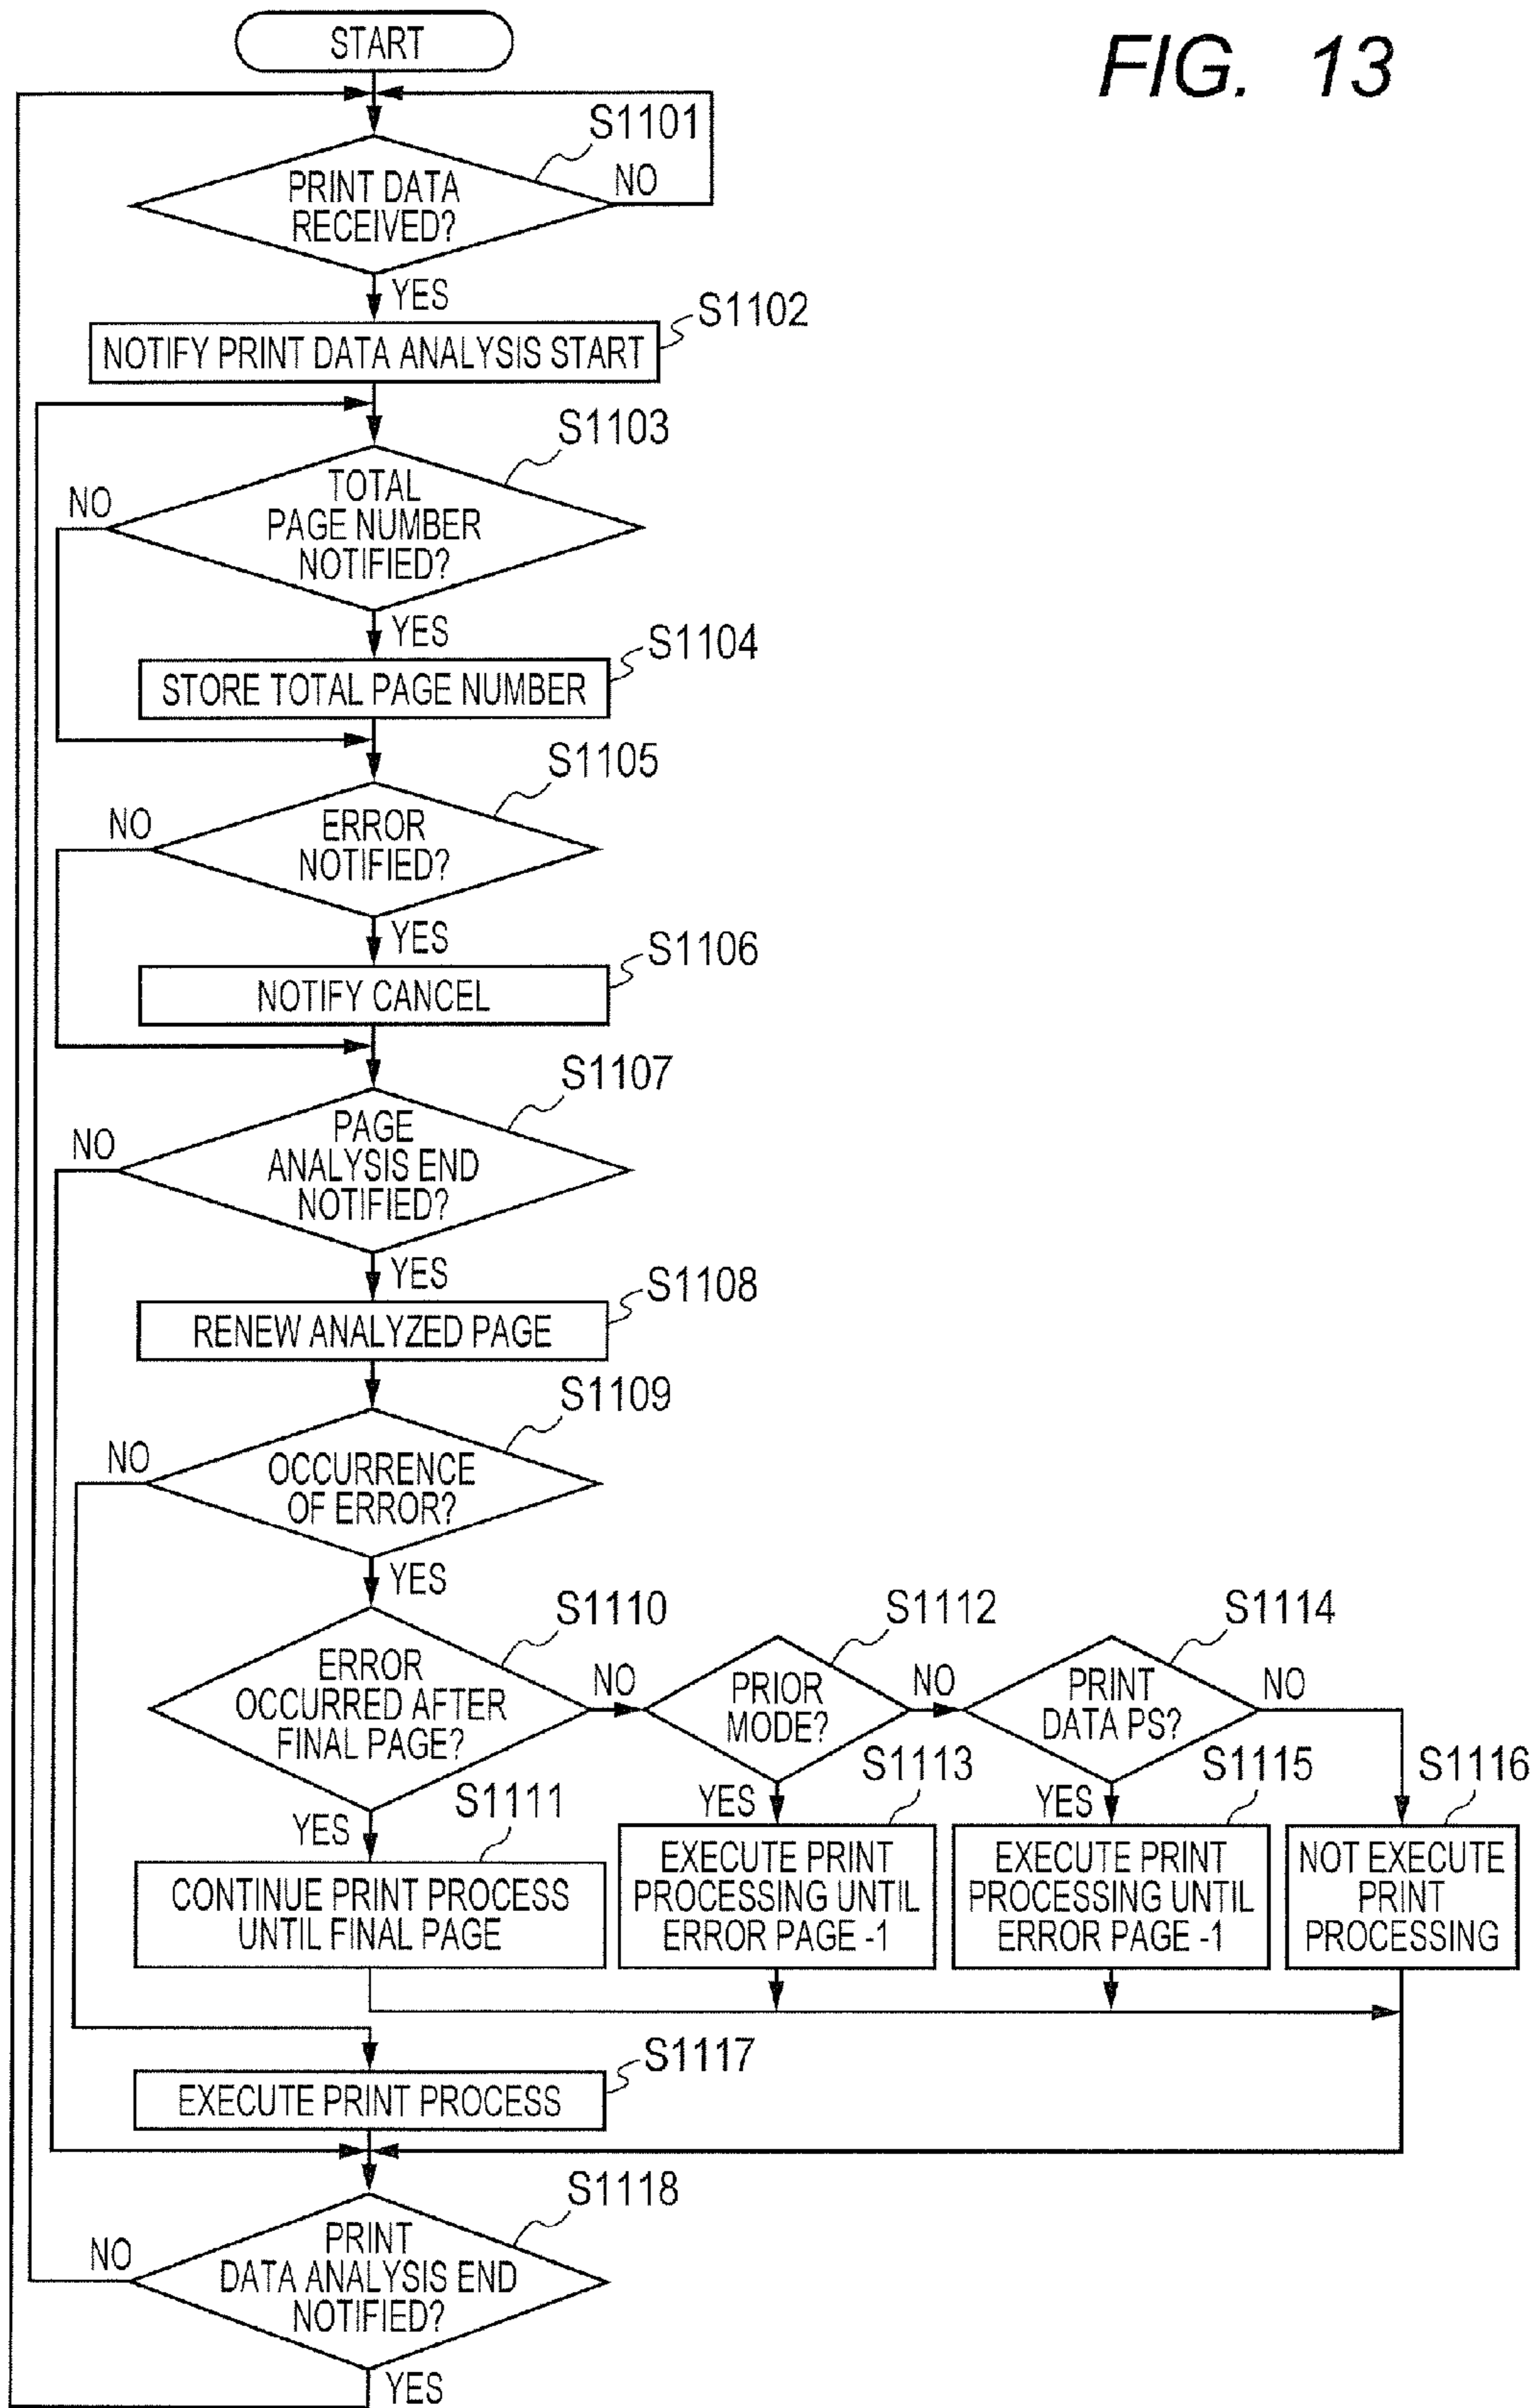 FIG. 13
START
S1101
PRINT DATA
RECEIVED?
NO
YES
S1102
NOTIFY PRINT DATA ANALYSIS START
S1103
TOTAL
PAGE NUMBER
NOTIFIED?
NO
YES
S1104
STORE TOTAL PAGE NUMBER
S1105
ERROR
NOTIFIED?
NO
YES
S1106
NOTIFY CANCEL
S1107
PAGE
ANALYSIS END
NOTIFIED?
NO
YES
S1108
RENEW ANALYZED PAGE
S1109
OCCURRENCE
OF ERROR?
NO
YES
S1110
ERROR
OCCURRED AFTER
FINAL PAGE?
NO
YES
S1111
CONTINUE PRINT PROCESS
UNTIL FINAL PAGE
S1112
PRIOR
MODE?
NO
YES
S1113
EXECUTE PRINT
PROCESSING UNTIL
ERROR PAGE -1
S1114
PRINT
DATA PS?
NO
YES
S1115
EXECUTE PRINT
PROCESSING UNTIL
ERROR PAGE -1
S1116
NOT EXECUTE
PRINT
PROCESSING
S1117
EXECUTE PRINT PROCESS
S1118
PRINT
DATA ANALYSIS END
NOTIFIED?
NO
YES